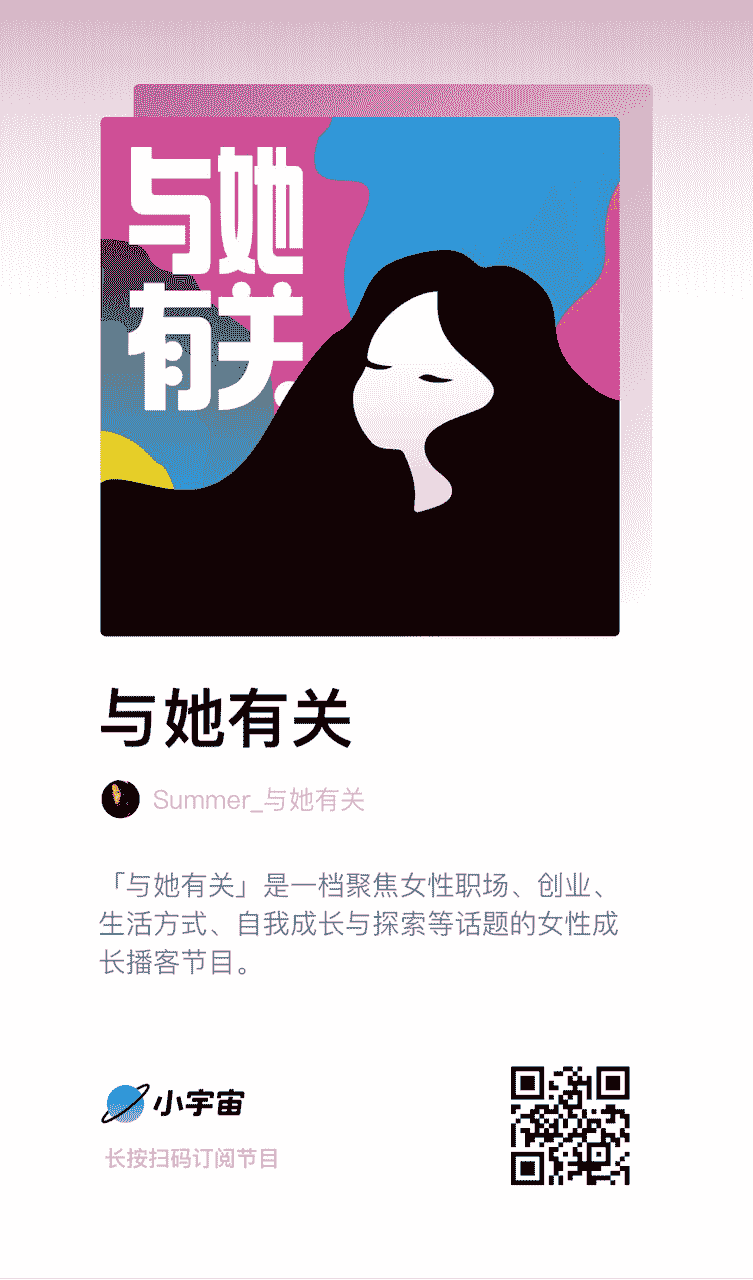 与她
有关
与她有关
Summer_与她有关
「与她有关」是一档聚焦女性职场、创业、
生活方式、自我成长与探索等话题的女性成
长播客节目。
小宇宙
长按扫码订阅节目